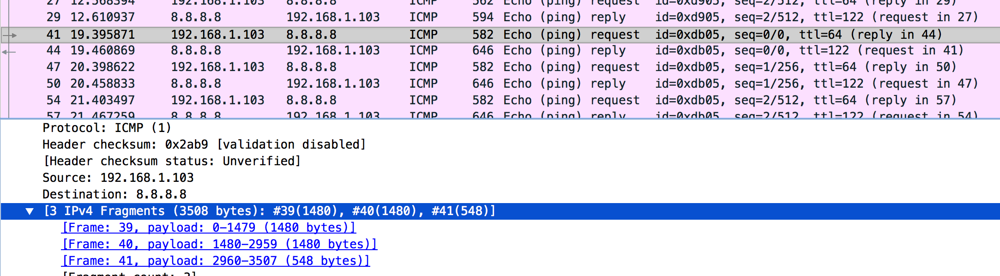 27 12.568394 192.168.1.103 8.8.8.8 ICMP 562 Echo (ping) request id=0xd905, seq=2/512, ttl=64 (reply in 29)
29 12.610937 8.8.8.8 192.168.1.103 ICMP 594 Echo (ping) reply id=0xd905, seq=2/512, ttl=122 (request in 27)
41 19.395871 192.168.1.103 8.8.8.8 ICMP 582 Echo (ping) request id=0xdb05, seq=0/0, ttl=64 (reply in 44)
44 19.460869 8.8.8.8 192.168.1.103 ICMP 646 Echo (ping) reply id=0xdb05, seq=0/0, ttl=122 (request in 41)
47 20.398622 192.168.1.103 8.8.8.8 ICMP 582 Echo (ping) request id=0xdb05, seq=1/256, ttl=64 (reply in 50)
50 20.458833 8.8.8.8 192.168.1.103 ICMP 646 Echo (ping) reply id=0xdb05, seq=1/256, ttl=122 (request in 47)
54 21.403497 192.168.1.103 8.8.8.8 ICMP 582 Echo (ping) request id=0xdb05, seq=2/512, ttl=64 (reply in 57)
57 21.467259 8.8.8.8 192.168.1.103 ICMP 646 Echo (ping) reply id=0xdb05, seq=2/512, ttl=122 (request in 54)
Protocol: ICMP (1)
Header checksum: 0x2ab9 [validation disabled]
[Header checksum status: Unverified]
Source: 192.168.1.103
Destination: 8.8.8.8
[3 IPv4 Fragments (3508 bytes): #39(1480), #40(1480), #41(548)]
[Frame: 39, payload: 0-1479 (1480 bytes)]
[Frame: 40, payload: 1480-2959 (1480 bytes)]
[Frame: 41, payload: 2960-3507 (548 bytes)]
[Fragment count: 3]